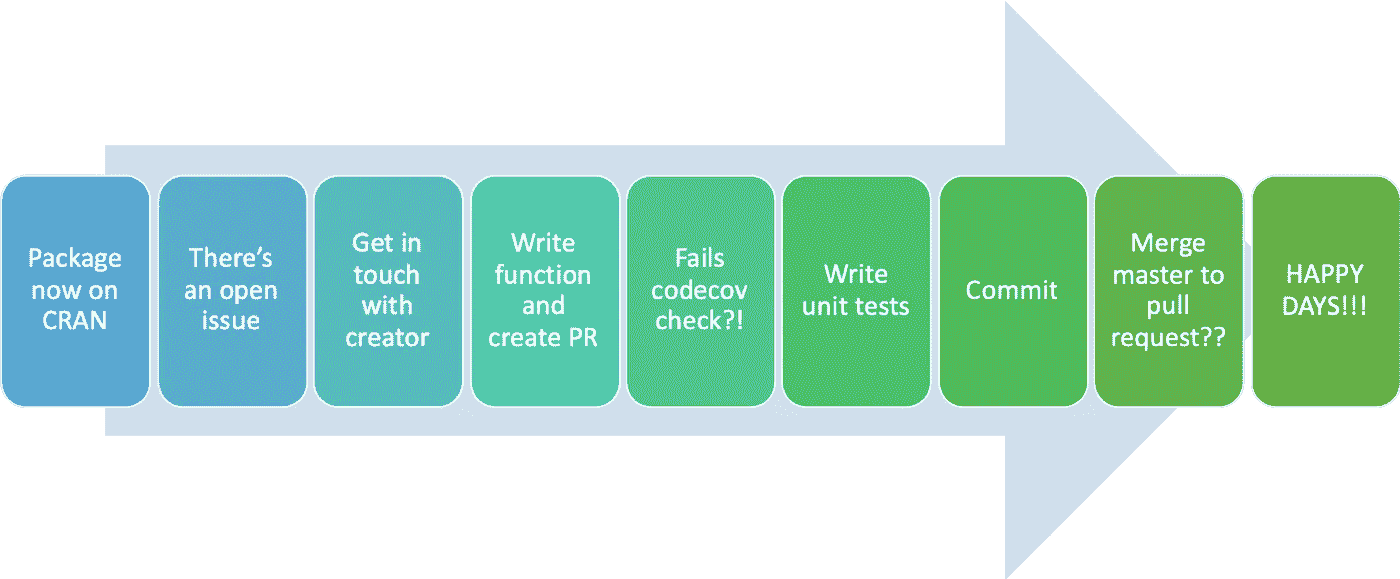 Package
now on
CRAN
There’s
an open
issue
Get in
touch
with
creator
Write
function
and
create PR
Fails
codecov
check?!
Write
unit tests
Commit
Merge
master to
pull
request??
HAPPY
DAYS!!!